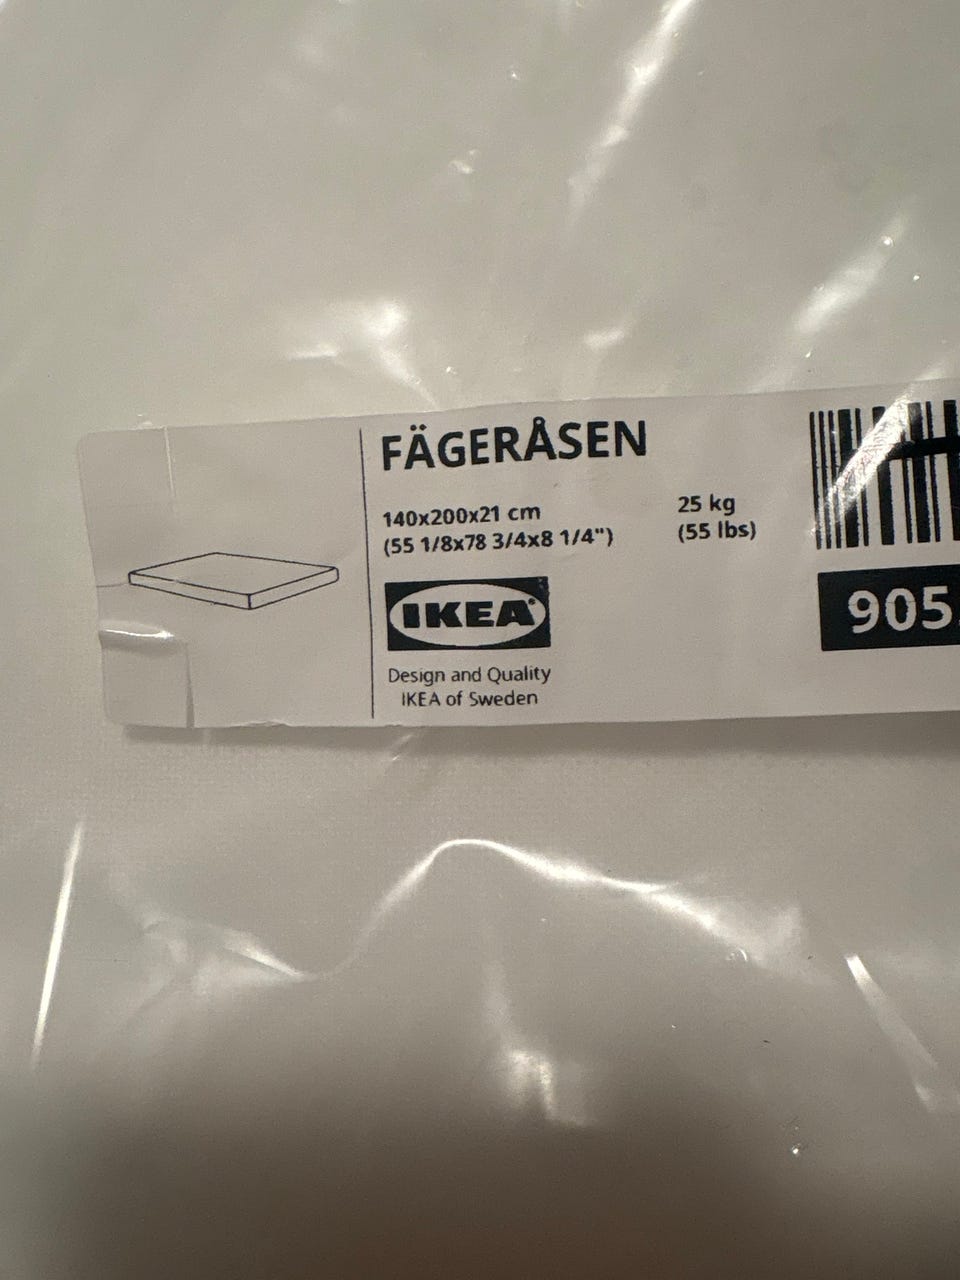 FÄGERÅSEN
140x200x21 cm
(55 1/8x78 3/4x8 1/4")
25 kg
(55 lbs)
IKEA®
Design and Quality
IKEA of Sweden
905